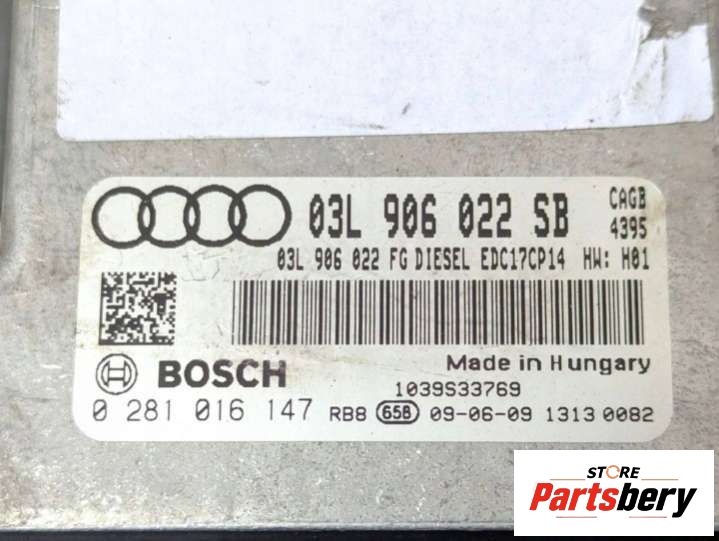 03L 906 022 SB CAGB
4395
03L 906 022 FG DIESEL EDC17CP14 HW: H01
BOSCH Made in Hungary
1039S33769
0 281 016 147 RB8 658 09-06-09 1313 0082
STORE
Partsbery